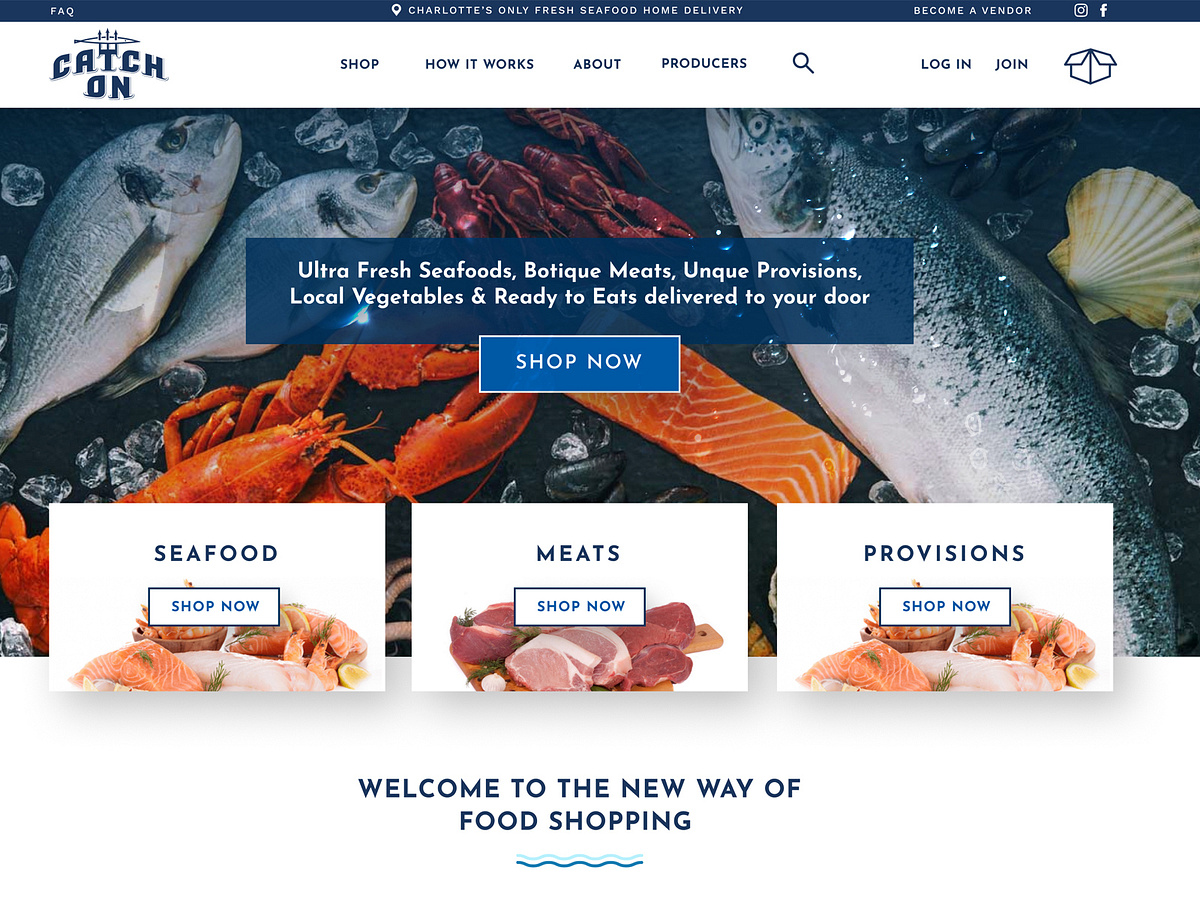 FAQ
CHARLOTTE'S ONLY FRESH SEAFOOD HOME DELIVERY
BECOME A VENDOR
CATCH
ON
SHOP
HOW IT WORKS
ABOUT
PRODUCERS
LOG IN
JOIN
Ultra Fresh Seafoods, Botique Meats, Unque Provisions,
Local Vegetables & Ready to Eats delivered to your door
SHOP NOW
SEAFOOD
SHOP NOW
MEATS
SHOP NOW
PROVISIONS
SHOP NOW
WELCOME TO THE NEW WAY OF
FOOD SHOPPING